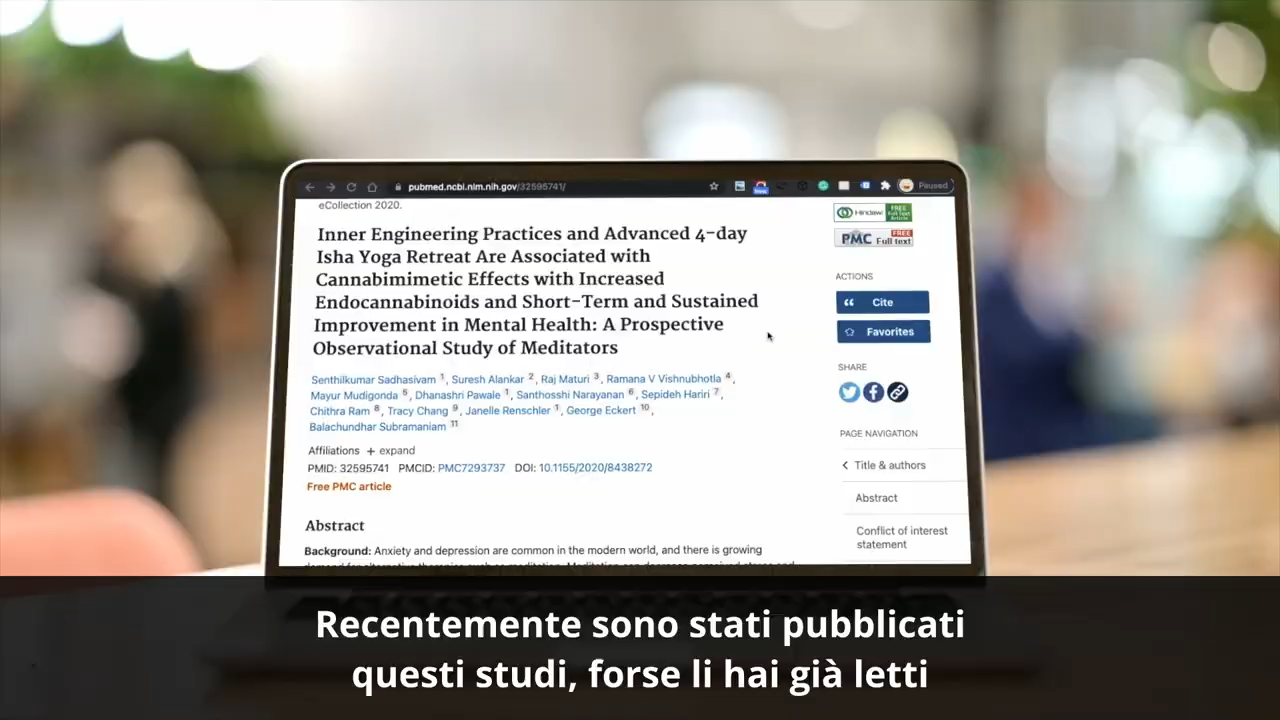 pubmed.ncbi.nlm.nih.gov/32595741/
Paused
eCollection 2020.
Inner Engineering Practices and Advanced 4-day
Isha Yoga Retreat Are Associated with
Cannabimimetic Effects with Increased
Endocannabinoids and Short-Term and Sustained
Improvement in Mental Health: A Prospective
Observational Study of Meditators
Senthilkumar Sadhasivam 1, Suresh Alankar 2, Raj Maturi 3, Ramana V Vishnubhotla 4,
Mayur Mudigonda 5, Dhanashri Pawale 1, Santhosshi Narayanan 6, Sepideh Hariri 7,
Chithra Ram 8, Tracy Chang 9, Janelle Renschler 1, George Eckert 10,
Balachundhar Subramaniam 11
Affiliations + expand
PMID: 32595741 PMCID: PMC7293737 DOI: 10.1155/2020/8438272
Free PMC article
Abstract
Background: Anxiety and depression are common in the modern world, and there is growing
Hindawi FREE Full Text Article
PMC FREE Full text
ACTIONS
Cite
Favorites
SHARE
PAGE NAVIGATION
Title & authors
Abstract
Conflict of interest
statement
Recentemente sono stati pubblicati
questi studi, forse li hai già letti